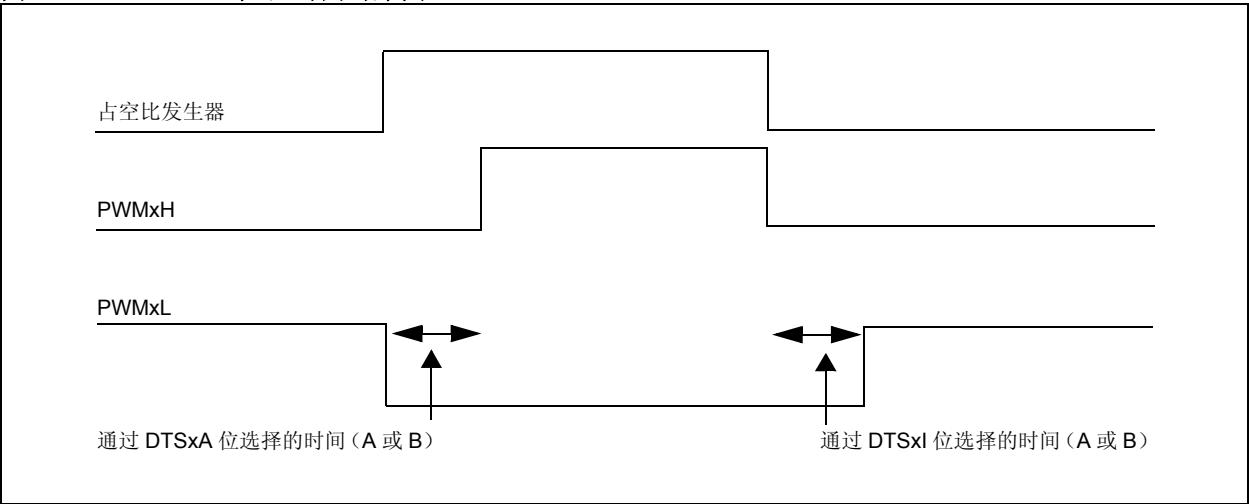 占空比发生器
PWMxH
PWMxL
通过 DTSxA 位选择的时间（A 或 B）
通过 DTSxI 位选择的时间（A 或 B）